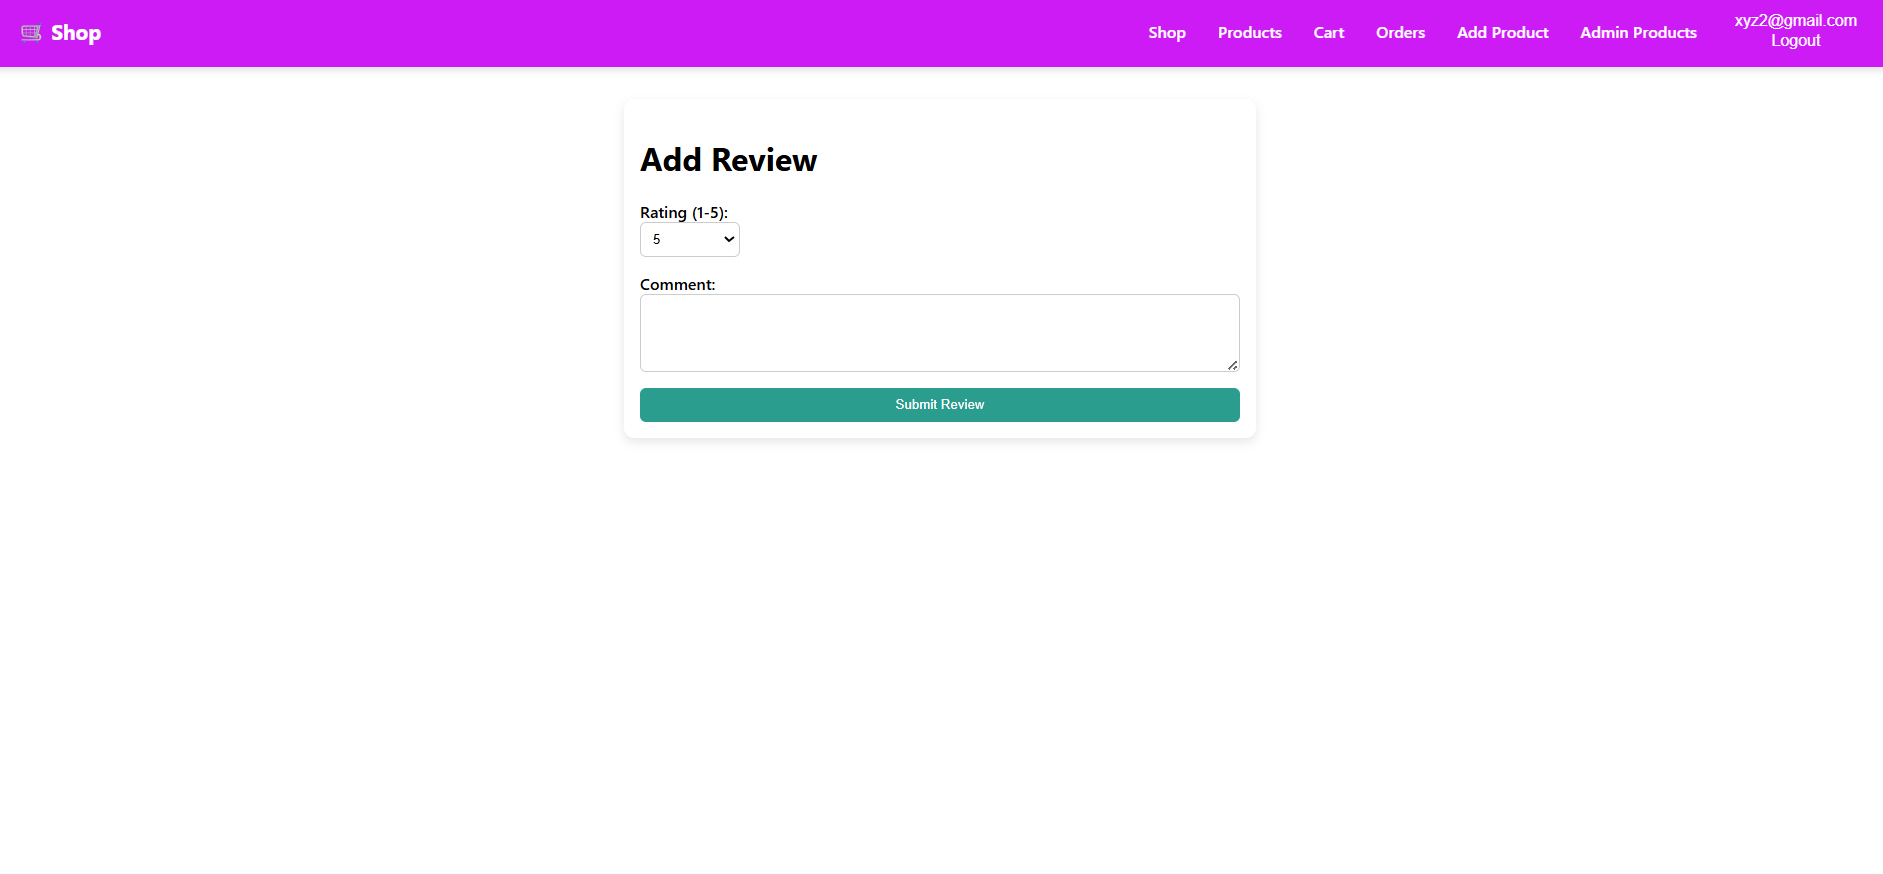 Shop
Shop Products Cart Orders Add Product Admin Products
xyz2@gmail.com
Logout
Add Review
Rating (1-5):
5
Comment:
Submit Review